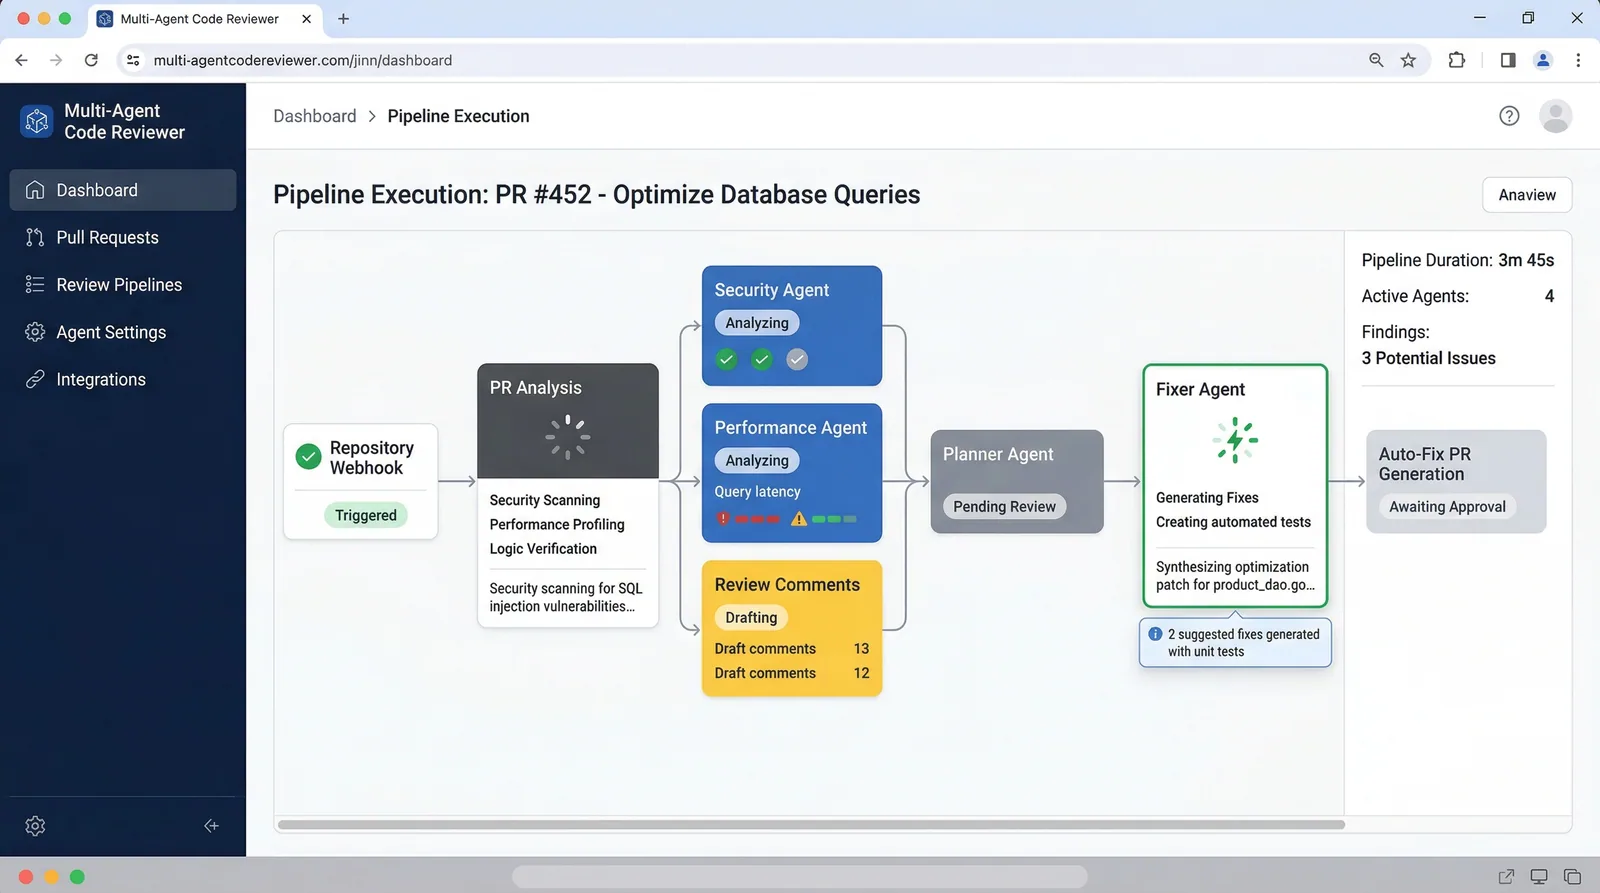 Multi-Agent Code Reviewer
multi-agentcodereviewer.com/jinn/dashboard
Multi-Agent
Code Reviewer
Dashboard
Pull Requests
Review Pipelines
Agent Settings
Integrations
Dashboard > Pipeline Execution
Pipeline Execution: PR #452 - Optimize Database Queries
Anaview
Repository
Webhook
Triggered
PR Analysis
Security Scanning
Performance Profiling
Logic Verification
Security scanning for SQL
injection vulnerabilities...
Security Agent
Analyzing
Performance Agent
Analyzing
Query latency
Review Comments
Drafting
Draft comments 13
Draft comments 12
Planner Agent
Pending Review
Fixer Agent
Generating Fixes
Creating automated tests
Synthesizing optimization
patch for product_dao.go...
2 suggested fixes generated
with unit tests
Pipeline Duration: 3m 45s
Active Agents: 4
Findings:
3 Potential Issues
Auto-Fix PR
Generation
Awaiting Approval